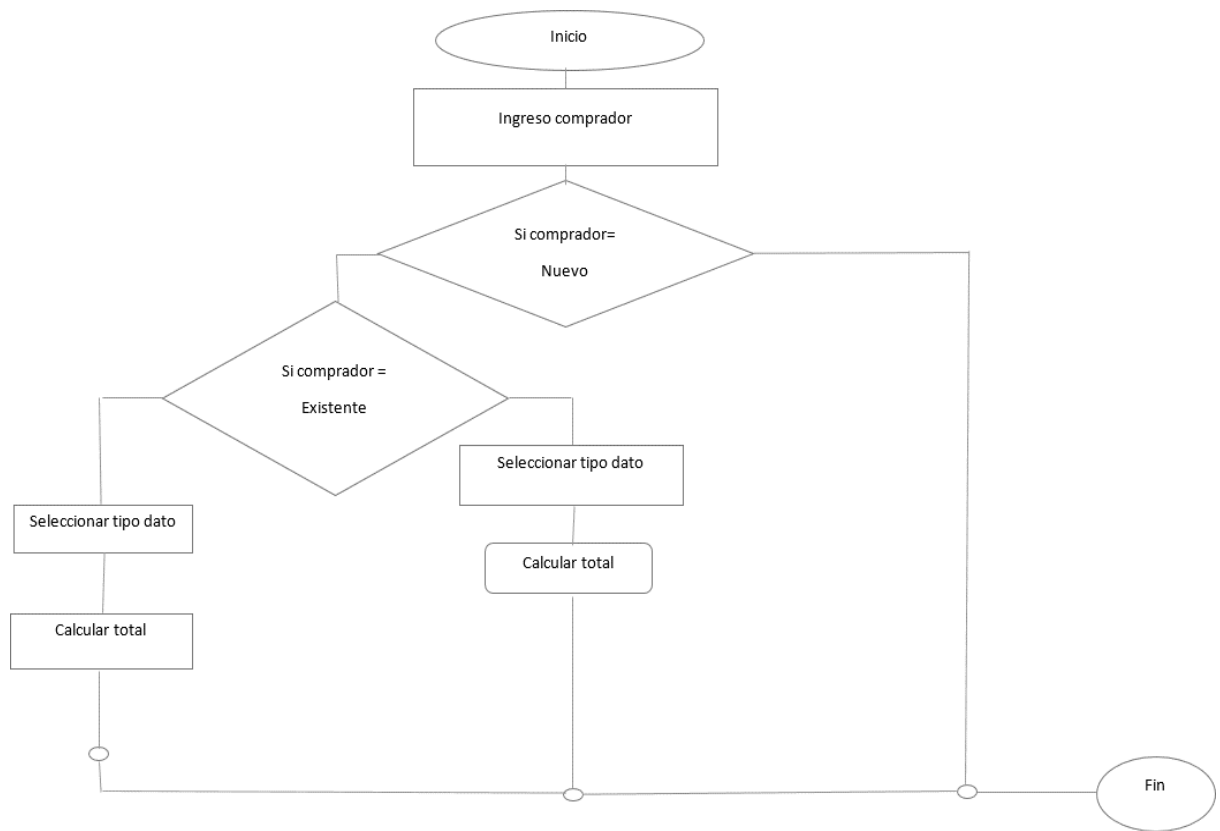 Inicio
Ingreso comprador
Si comprador=
Nuevo
Si comprador =
Existente
Seleccionar tipo dato
Calcular total
Seleccionar tipo dato
Calcular total
Fin